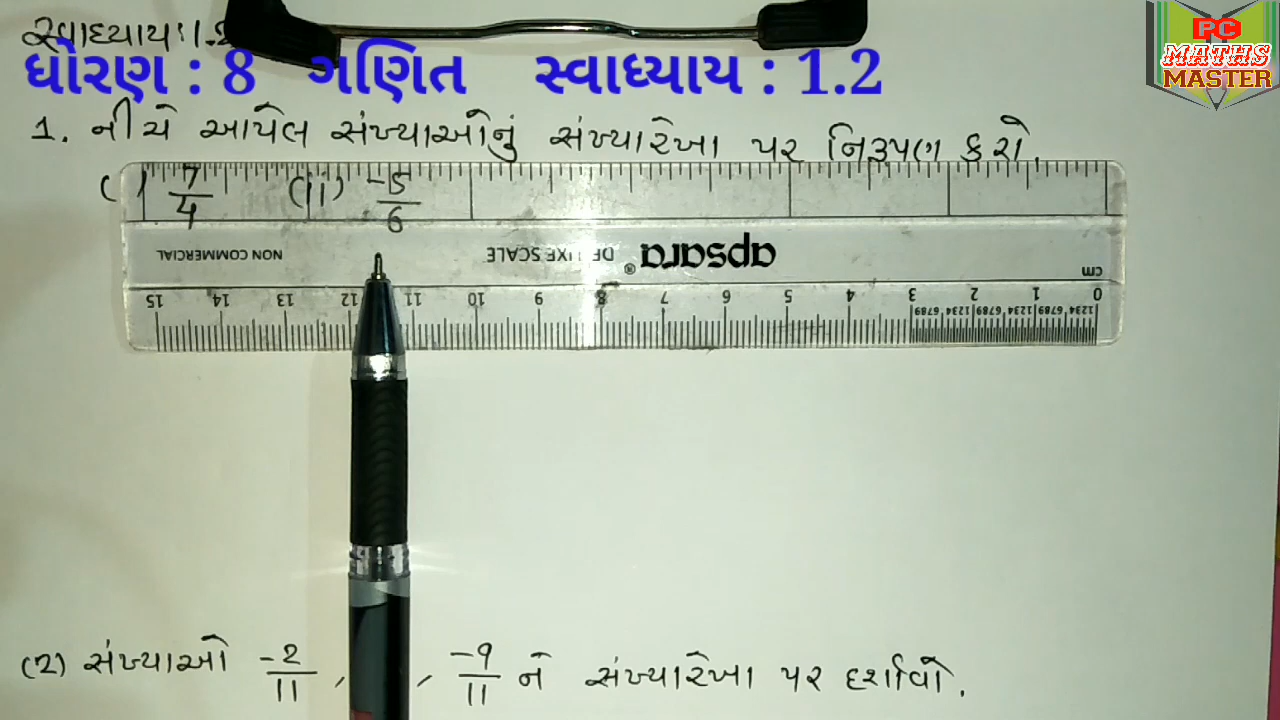 સ્વાધ્યાય:1.2
ધોરણ : 8 ગણિત સ્વાધ્યાય : 1.2
PC
MATHS
MASTER
1. નીચે આપેલ સંખ્યાઓનું સંખ્યારેખા પર નિરૂપણ કરો.
(i) 7/4 (ii) -5/6
NON COMMERCIAL DELUXE SCALE apsara®
cm
15 14 13 12 11 10 9 8 7 6 5 4 3 2 1 0
(2) સંખ્યાઓ -2/11 , , -9/11 ને સંખ્યારેખા પર દર્શાવો.